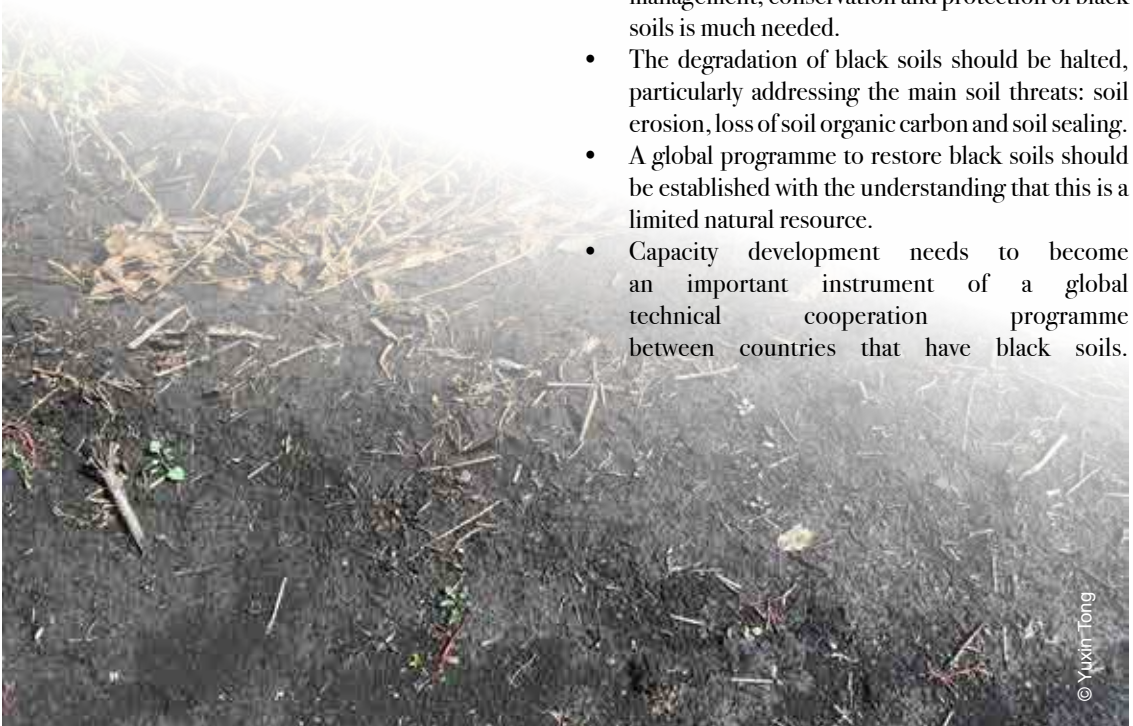 management, conservation and protection of black
soils is much needed.
• The degradation of black soils should be halted,
particularly addressing the main soil threats: soil
erosion, loss of soil organic carbon and soil sealing.
• A global programme to restore black soils should
be established with the understanding that this is a
limited natural resource.
• Capacity development needs to become
an important instrument of a global
technical cooperation programme
between countries that have black soils.
© Yuxin Tong